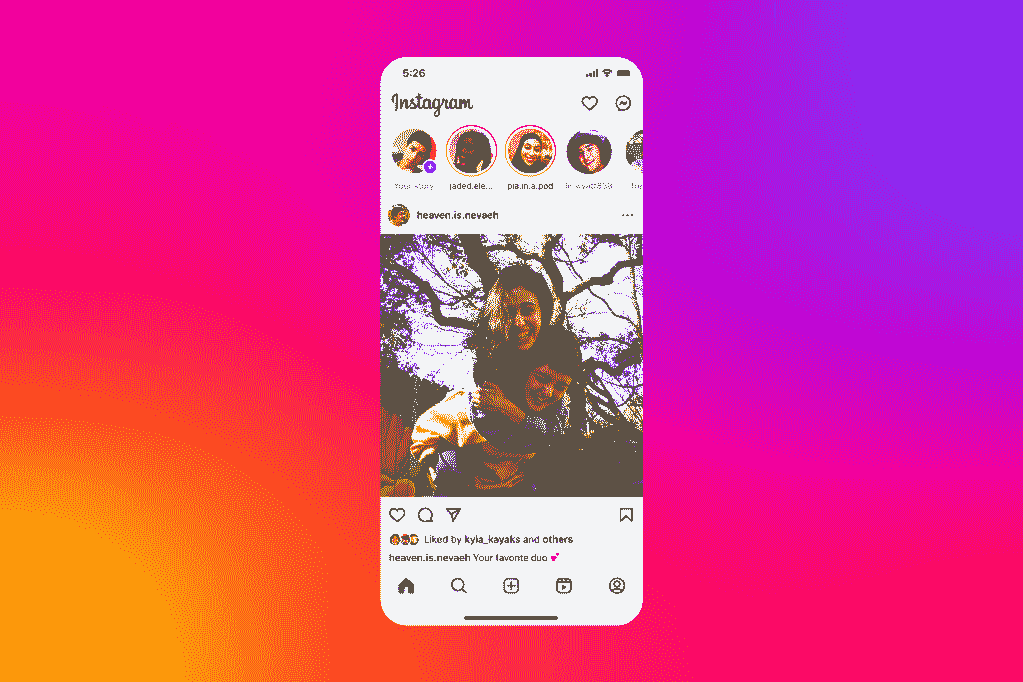 5:26
Instagram
Your story
jaded.ele...
pia.in.a.pod
heaven.is.nevaeh
Liked by kyia_kayaks and others
heaven.is.nevaeh Your favorite duo 💕